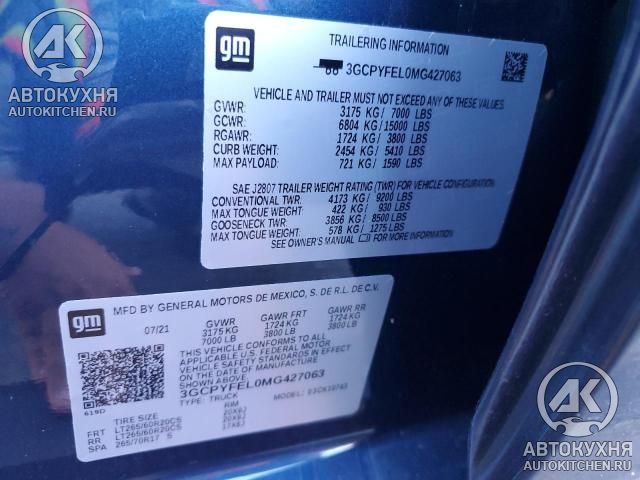 АК
АВТОКУХНЯ
AUTOKITCHEN.RU
gm
TRAILERING INFORMATION
3GCPYFEL0MG427063
VEHICLE AND TRAILER MUST NOT EXCEED ANY OF THESE VALUES
GVWR: 3175 KG/ 7000 LBS
GCWR: 6804 KG/15000 LBS
RGAWR: 1724 KG/ 3800 LBS
CURB WEIGHT: 2454 KG/ 5410 LBS
MAX PAYLOAD: 721 KG/ 1590 LBS
SAE J2807 TRAILER WEIGHT RATING (TWR) FOR VEHICLE CONFIGURATION
CONVENTIONAL TWR: 4173 KG/ 9200 LBS
MAX TONGUE WEIGHT: 422 KG/ 930 LBS
GOOSENECK TWR: 3856 KG/ 8500 LBS
MAX TONGUE WEIGHT: 578 KG/ 1275 LBS
SEE OWNER'S MANUAL FOR MORE INFORMATION
gm
MFD BY GENERAL MOTORS DE MEXICO, S. DE R.L. DE C.V.
07/21 GVWR GAWR FRT GAWR RR
3175 KG 1724 KG 1724 KG
7000 LB 3800 LB 3800 LB
THIS VEHICLE CONFORMS TO ALL
APPLICABLE U.S. FEDERAL MOTOR
VEHICLE SAFETY STANDARDS IN EFFECT
ON THE DATE OF MANUFACTURE
SHOWN ABOVE.
3GCPYFEL0MG427063
619D TYPE: TRUCK MODEL:
TIRE SIZE RIM
FRT LT265/60R20CS 20X9J
RR LT265/60R20CS 20X9J
SPA 265/70R17 S 17X8J
АК
АВТОКУХНЯ
AUTOKITCHEN.RU